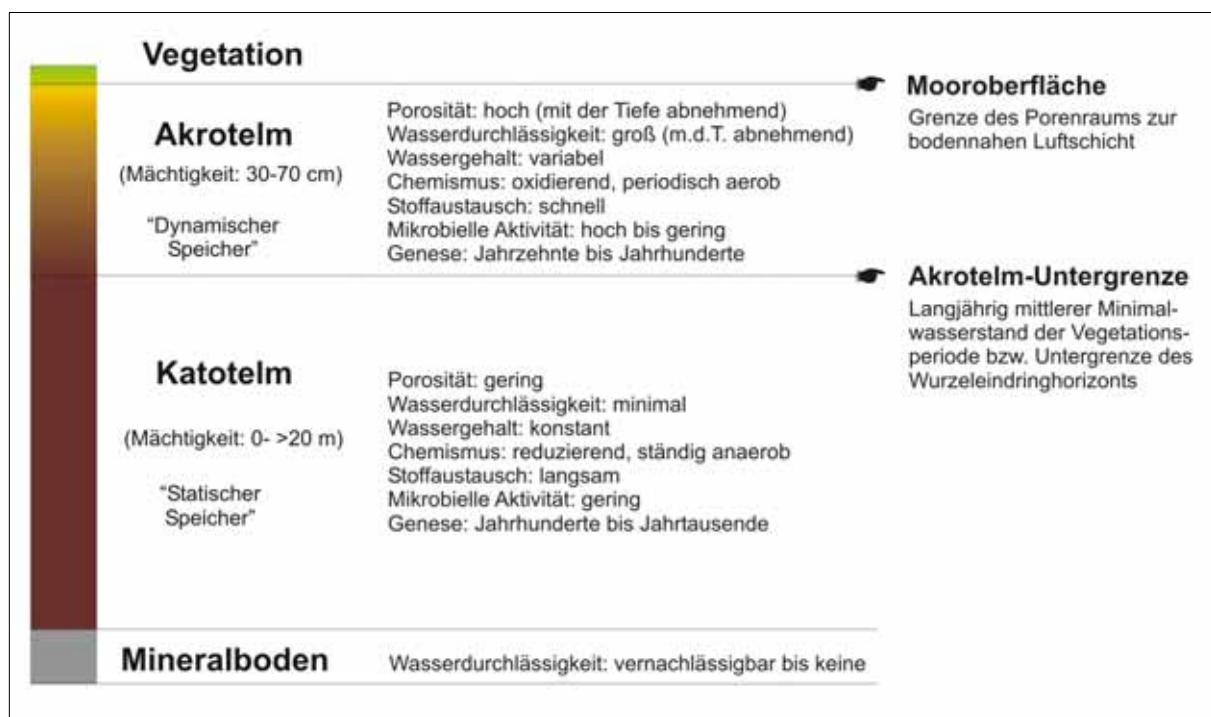 Vegetation
Mooroberfläche
Grenze des Porenraums zur
bodennahen Luftschicht
Akrotelm
(Mächtigkeit: 30-70 cm)
“Dynamischer
Speicher”
Porosität: hoch (mit der Tiefe abnehmend)
Wasserdurchlässigkeit: groß (m.d.T. abnehmend)
Wassergehalt: variabel
Chemismus: oxidierend, periodisch aerob
Stoffaustausch: schnell
Mikrobielle Aktivität: hoch bis gering
Genese: Jahrzehnte bis Jahrhunderte
Akrotelm-Untergrenze
Langjährig mittlerer Minimal-
wasserstand der Vegetations-
periode bzw. Untergrenze des
Wurzeleindringhorizonts
Katotelm
(Mächtigkeit: 0- >20 m)
“Statischer
Speicher”
Porosität: gering
Wasserdurchlässigkeit: minimal
Wassergehalt: konstant
Chemismus: reduzierend, ständig anaerob
Stoffaustausch: langsam
Mikrobielle Aktivität: gering
Genese: Jahrhunderte bis Jahrtausende
Mineralboden
Wasserdurchlässigkeit: vernachlässigbar bis keine